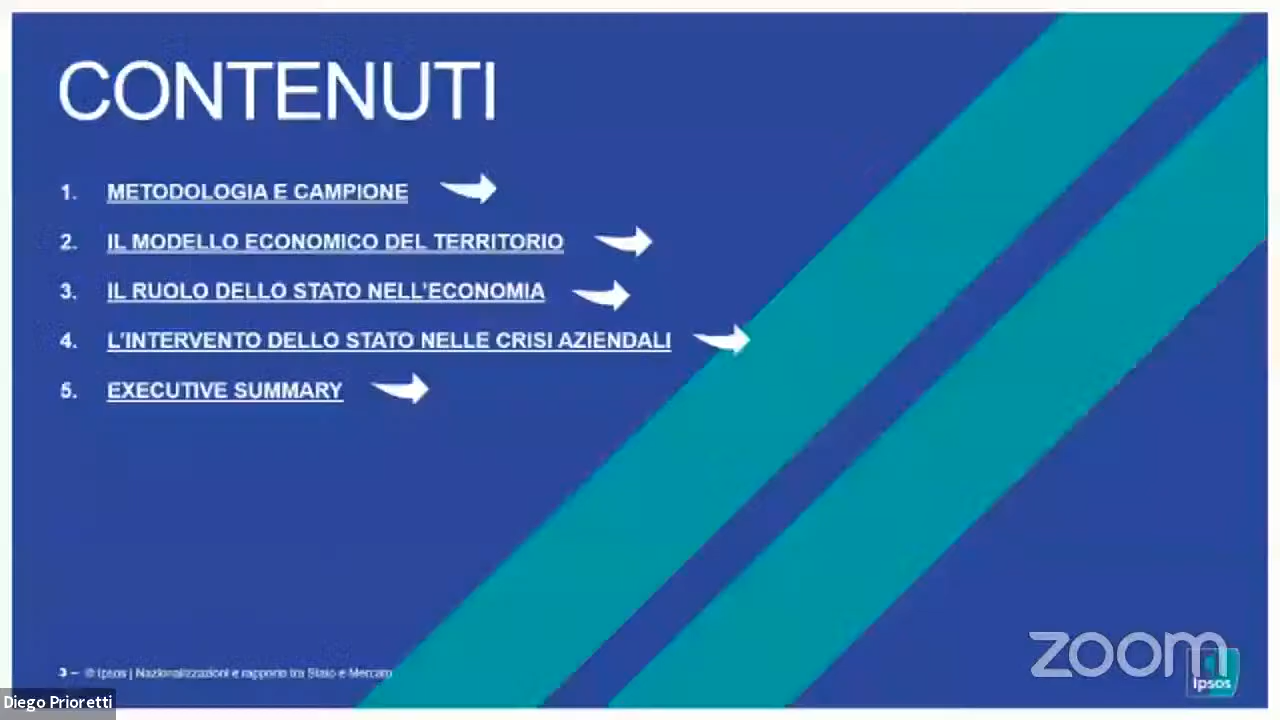 CONTENUTI
1. METODOLOGIA E CAMPIONE
2. IL MODELLO ECONOMICO DEL TERRITORIO
3. IL RUOLO DELLO STATO NELL'ECONOMIA
4. L'INTERVENTO DELLO STATO NELLE CRISI AZIENDALI
5. EXECUTIVE SUMMARY
3 – © Ipsos | Nazionalizzazioni e rapporto tra Stato e Mercato
zoom
Ipsos
Diego Prioretti